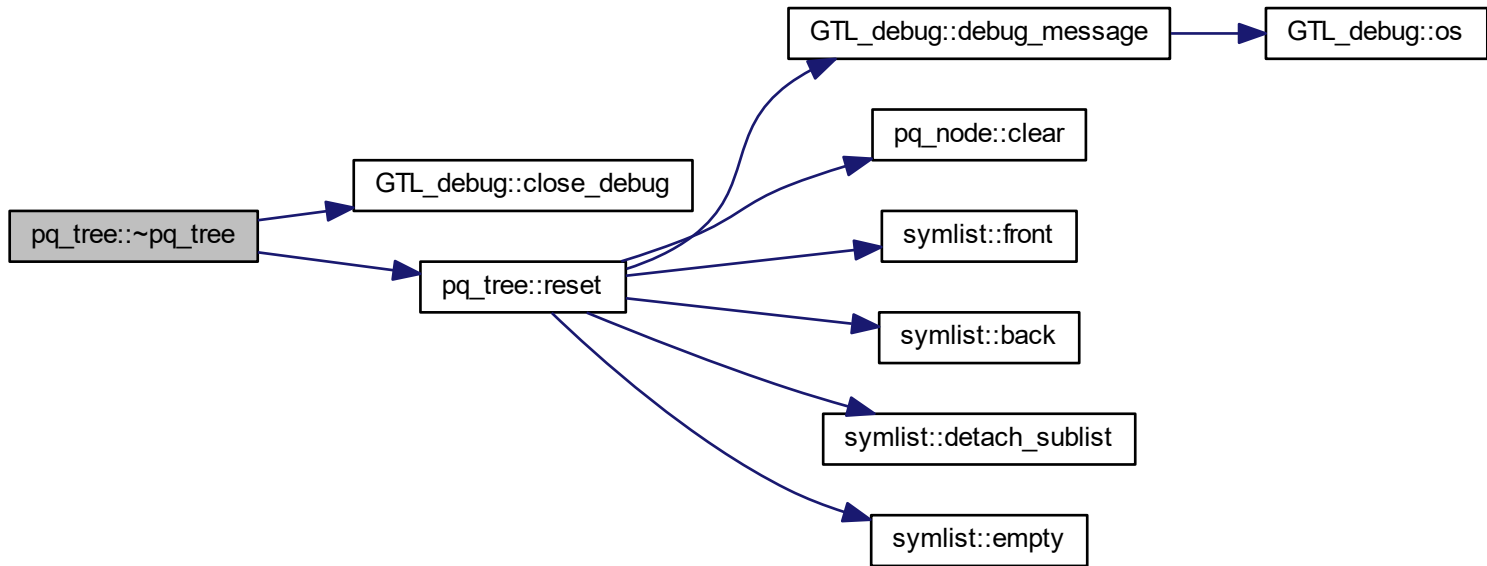 pq_tree::~pq_tree
GTL_debug::close_debug
pq_tree::reset
GTL_debug::debug_message
GTL_debug::os
pq_node::clear
symlist::front
symlist::back
symlist::detach_sublist
symlist::empty